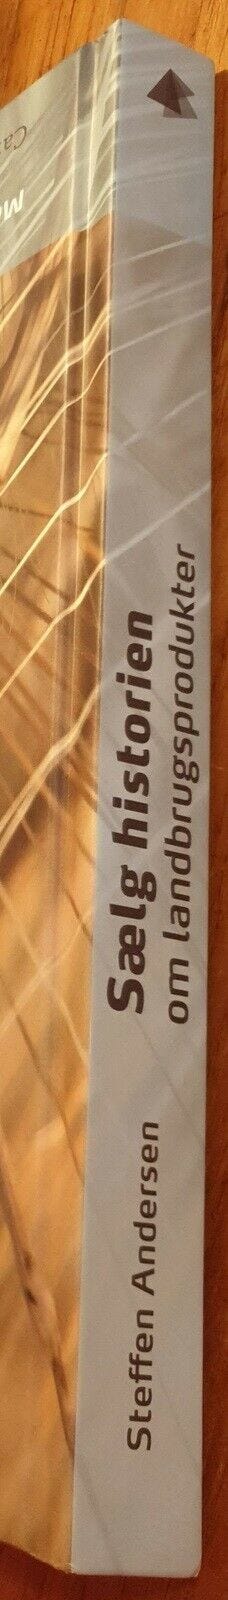 Steffen Andersen
Sælg historien
om landbrugsprodukter